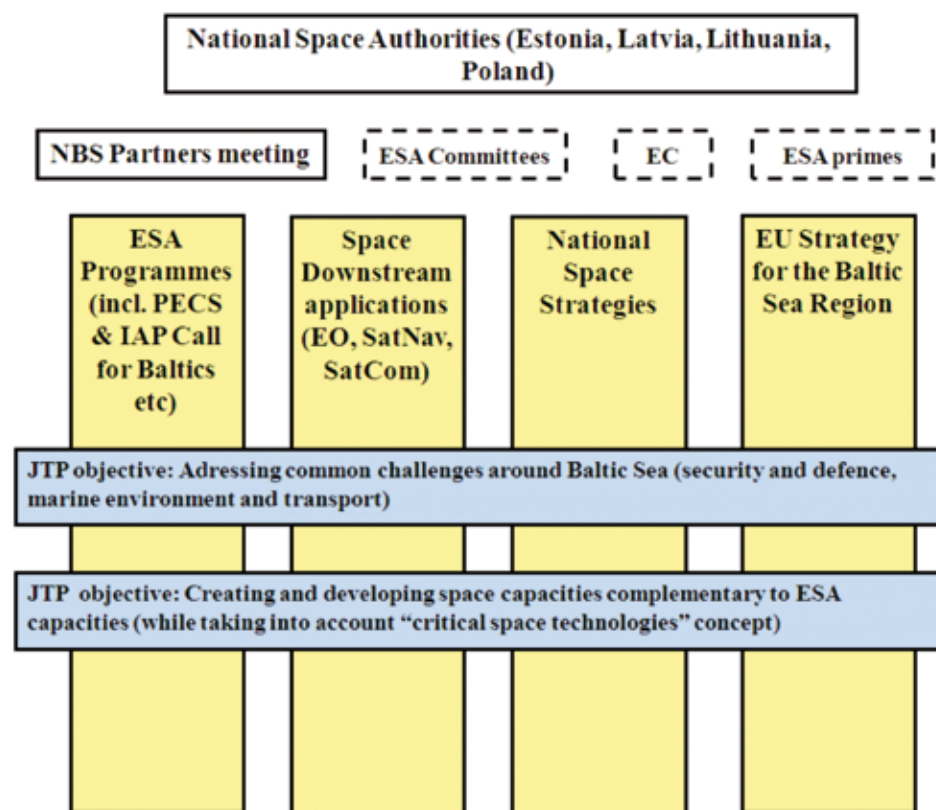 National Space Authorities (Estonia, Latvia, Lithuania,
Poland)
NBS Partners meeting
ESA Committees
EC
ESA primes
ESA
Programmes
(incl. PECS
& IAP Call
for Baltics
etc)
Space
Downstream
applications
(EO, SatNav,
SatCom)
National
Space
Strategies
EU Strategy
for the Baltic
Sea Region
JTP objective: Adressing common challenges around Baltic Sea (security and defence,
marine environment and transport)
JTP objective: Creating and developing space capacities complementary to ESA
capacities (while taking into account “critical space technologies” concept)